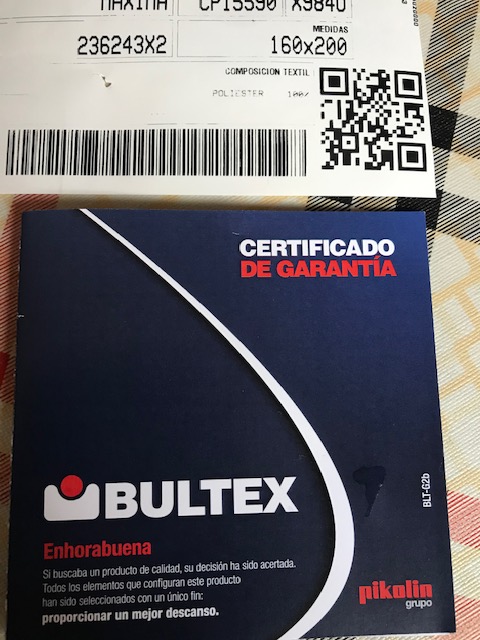 MAXIMA CPI5590 X984U
MEDIDAS
236243X2 160x200
COMPOSICION TEXTIL
POLIESTER 100%
CERTIFICADO
DE GARANTÍA
BULTEX
BLT-G2b
Enhorabuena
Si buscaba un producto de calidad, su decisión ha sido acertada.
Todos los elementos que configuran este producto
han sido seleccionados con un único fin:
proporcionar un mejor descanso.
pikolin
grupo